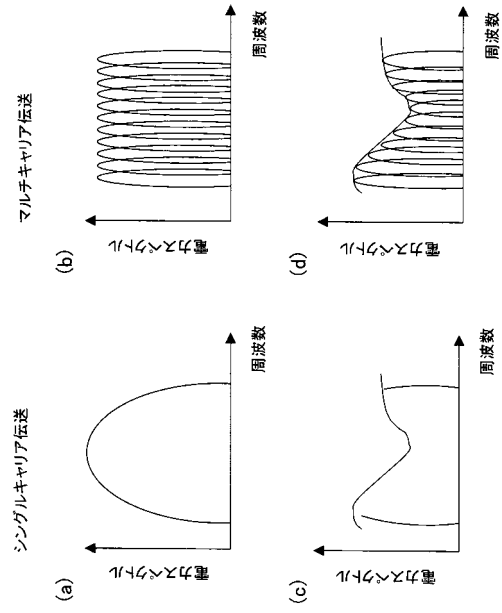 シングルキャリア伝送
マルチキャリア伝送
(a)
電力スペクトル
周波数
(b)
電力スペクトル
周波数
(c)
電力スペクトル
周波数
(d)
電力スペクトル
周波数